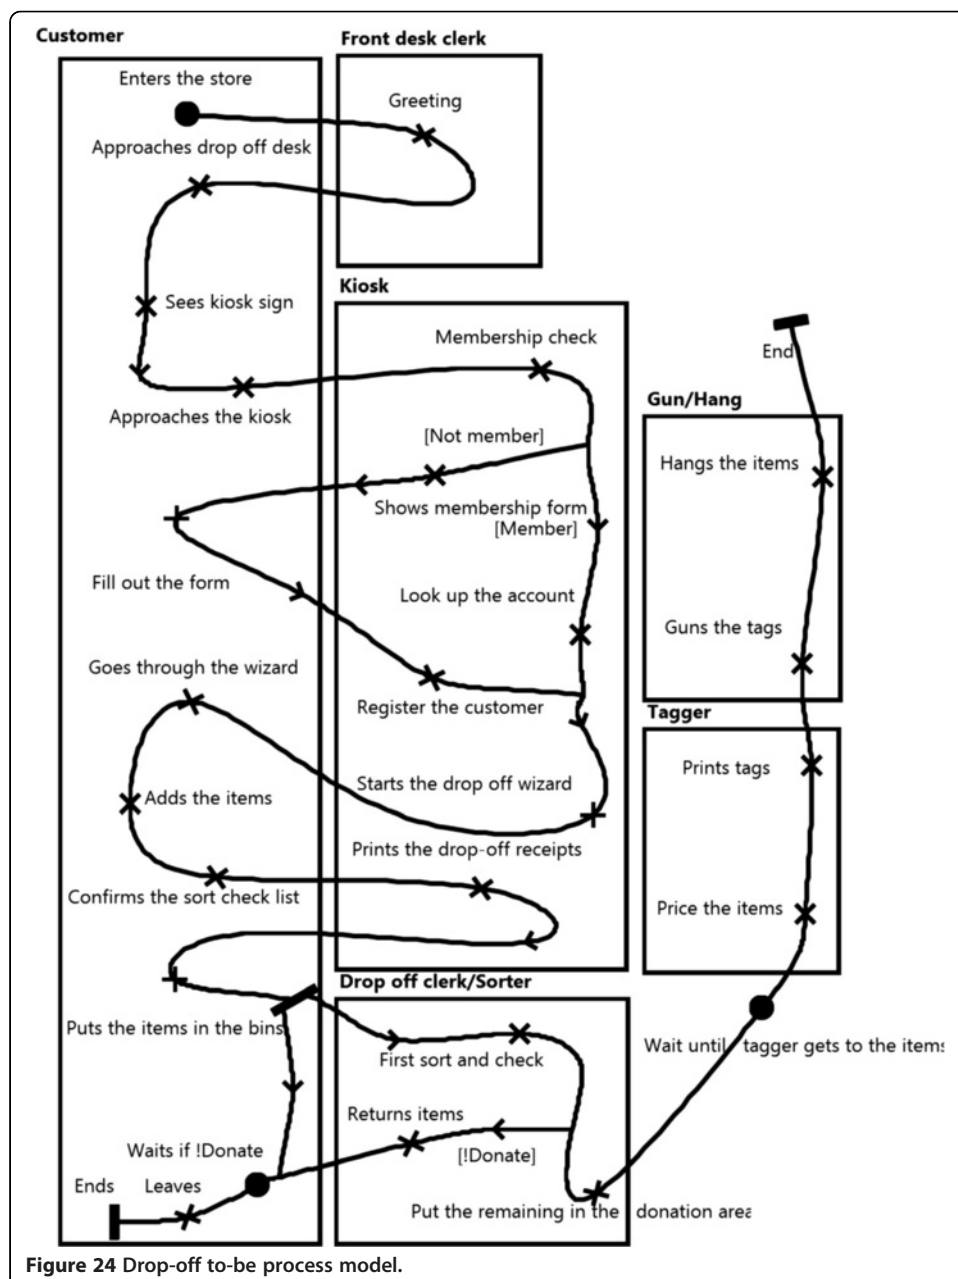 Customer
Front desk clerk
Enters the store
Greeting
Approaches drop off desk
Kiosk
Sees kiosk sign
Membership check
End
Approaches the kiosk
Gun/Hang
[Not member]
Hangs the items
Shows membership form
[Member]
Fill out the form
Look up the account
Guns the tags
Goes through the wizard
Register the customer
Tagger
Prints tags
Starts the drop off wizard
Adds the items
Prints the drop-off receipts
Confirms the sort check list
Price the items
Drop off clerk/Sorter
Puts the items in the bins
Wait until tagger gets to the items
First sort and check
Returns items
Waits if !Donate
[!Donate]
Ends Leaves
Put the remaining in the donation area
Figure 24 Drop-off to-be process model.